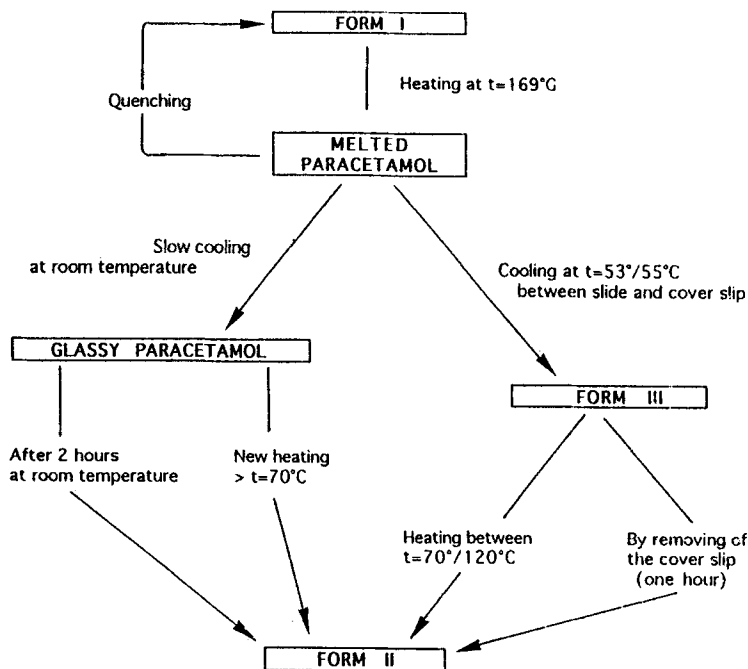 FORM I
Heating at t=169°C
Quenching
MELTED
PARACETAMOL
Slow cooling
at room temperature
Cooling at t=53°/55°C
between slide and cover slip
GLASSY PARACETAMOL
FORM III
After 2 hours
at room temperature
New heating
> t=70°C
Heating between
t=70°/120°C
By removing of
the cover slip
(one hour)
FORM II